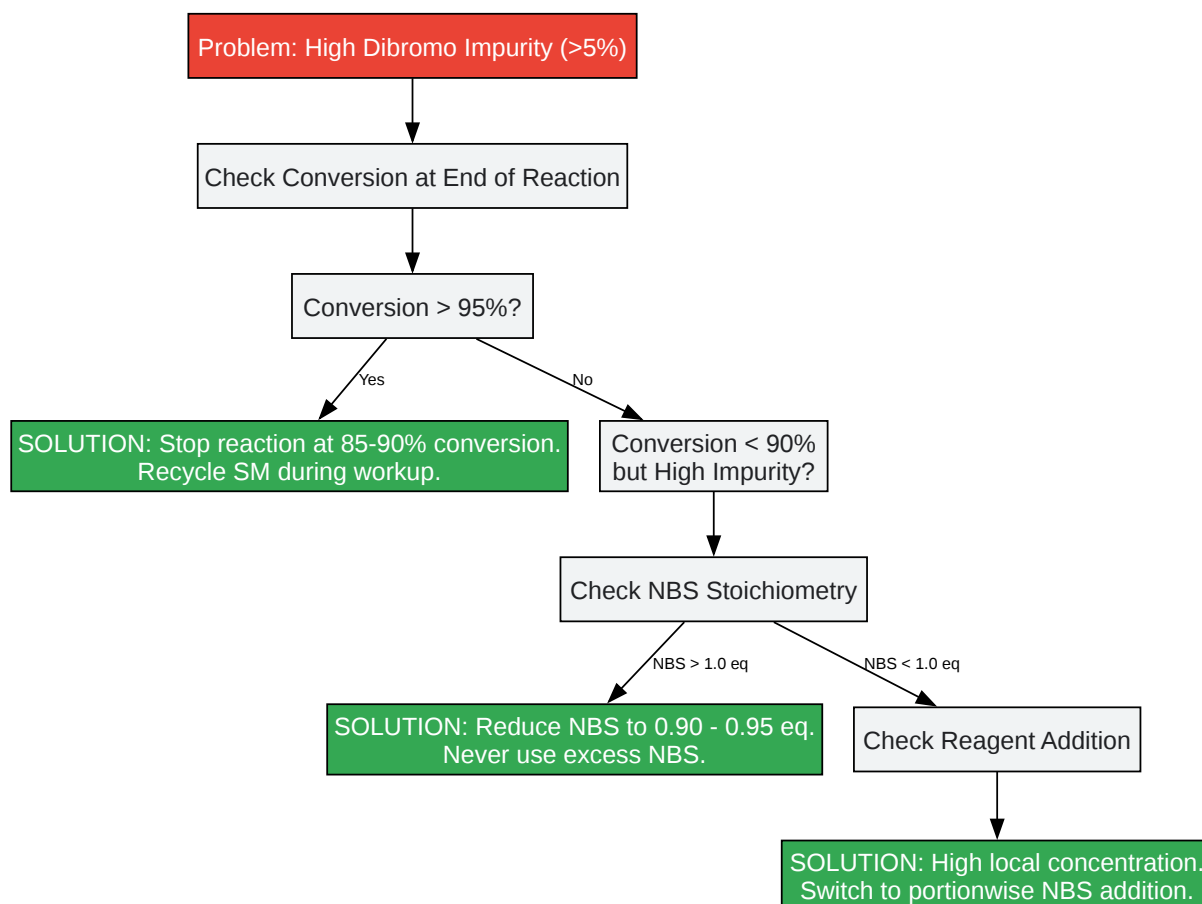 Problem: High Dibromo Impurity (>5%)
Check Conversion at End of Reaction
Conversion > 95%?
Yes
No
SOLUTION: Stop reaction at 85-90% conversion.
Recycle SM during workup.
Conversion < 90%
but High Impurity?
Check NBS Stoichiometry
NBS > 1.0 eq
NBS < 1.0 eq
SOLUTION: Reduce NBS to 0.90 - 0.95 eq.
Never use excess NBS.
Check Reagent Addition
SOLUTION: High local concentration.
Switch to portionwise NBS addition.